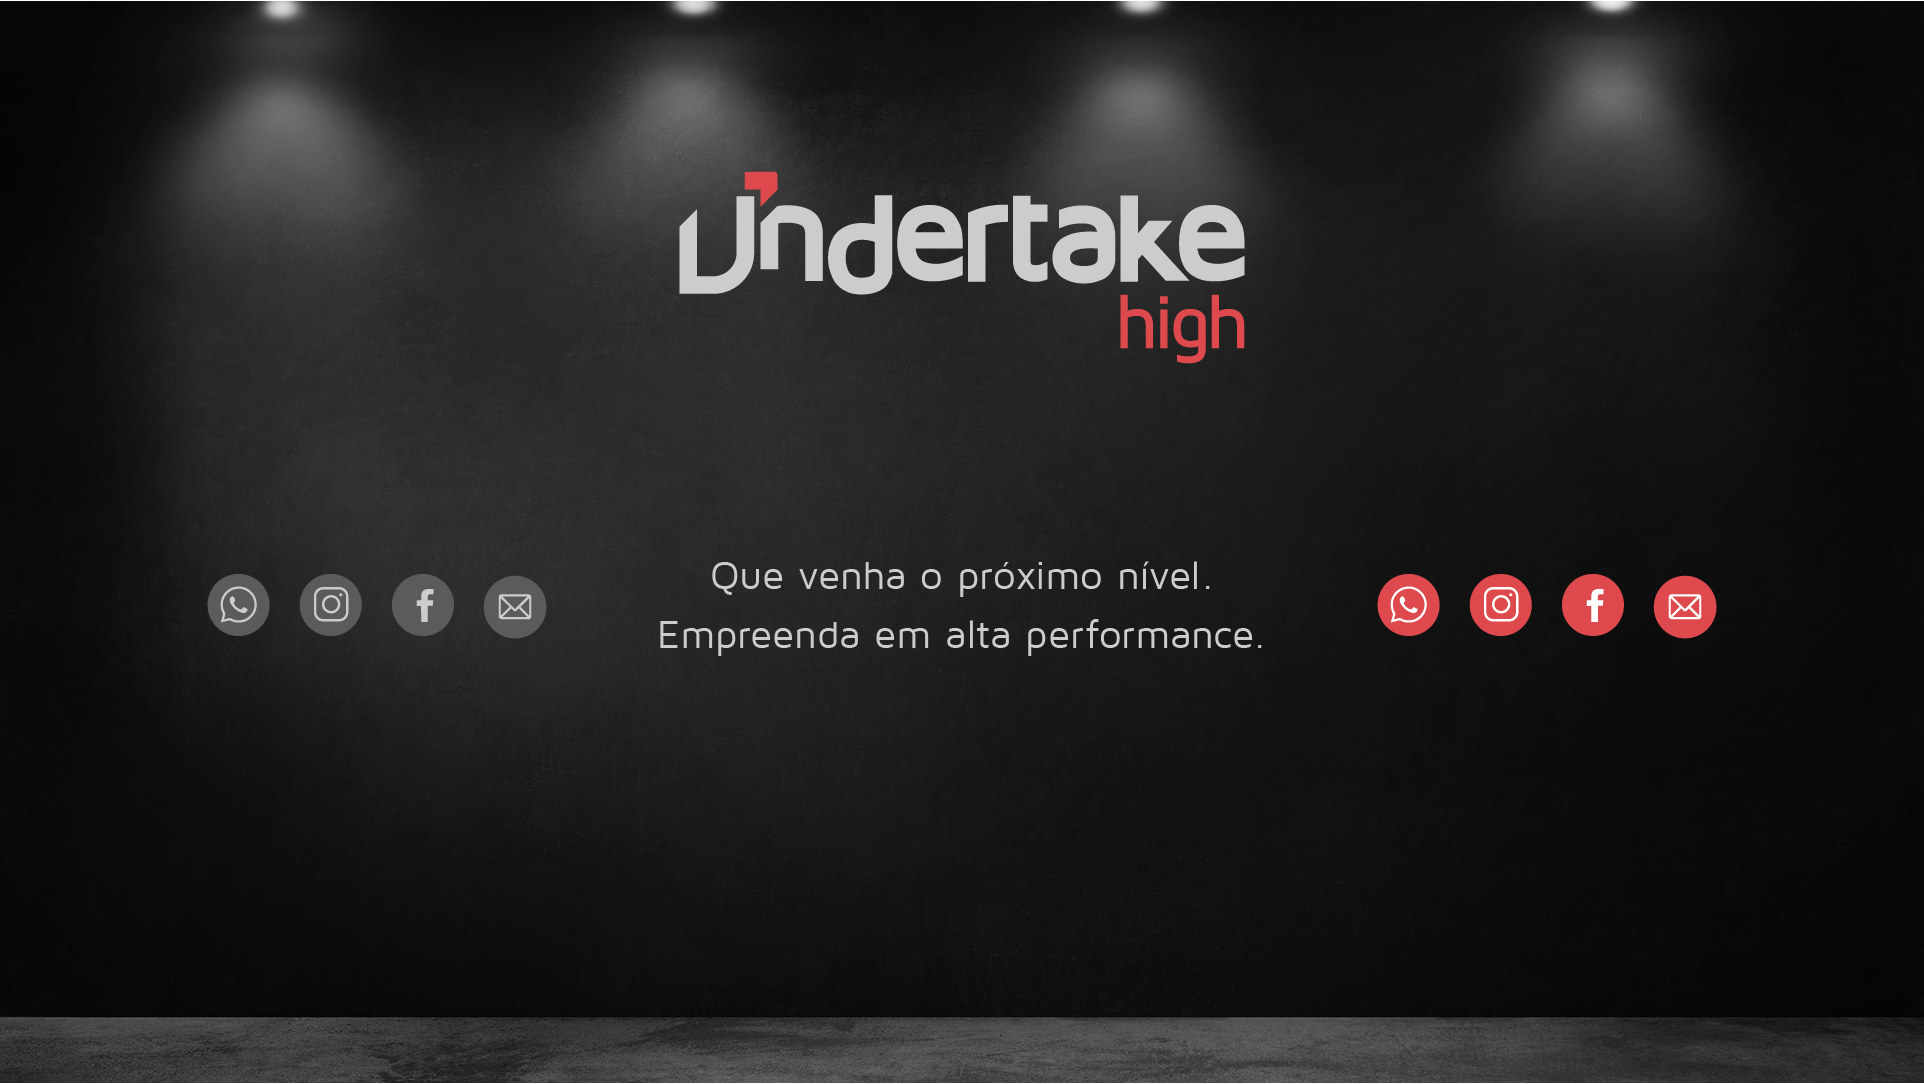 Undertake
high
Que venha o próximo nível.
Empreenda em alta performance.